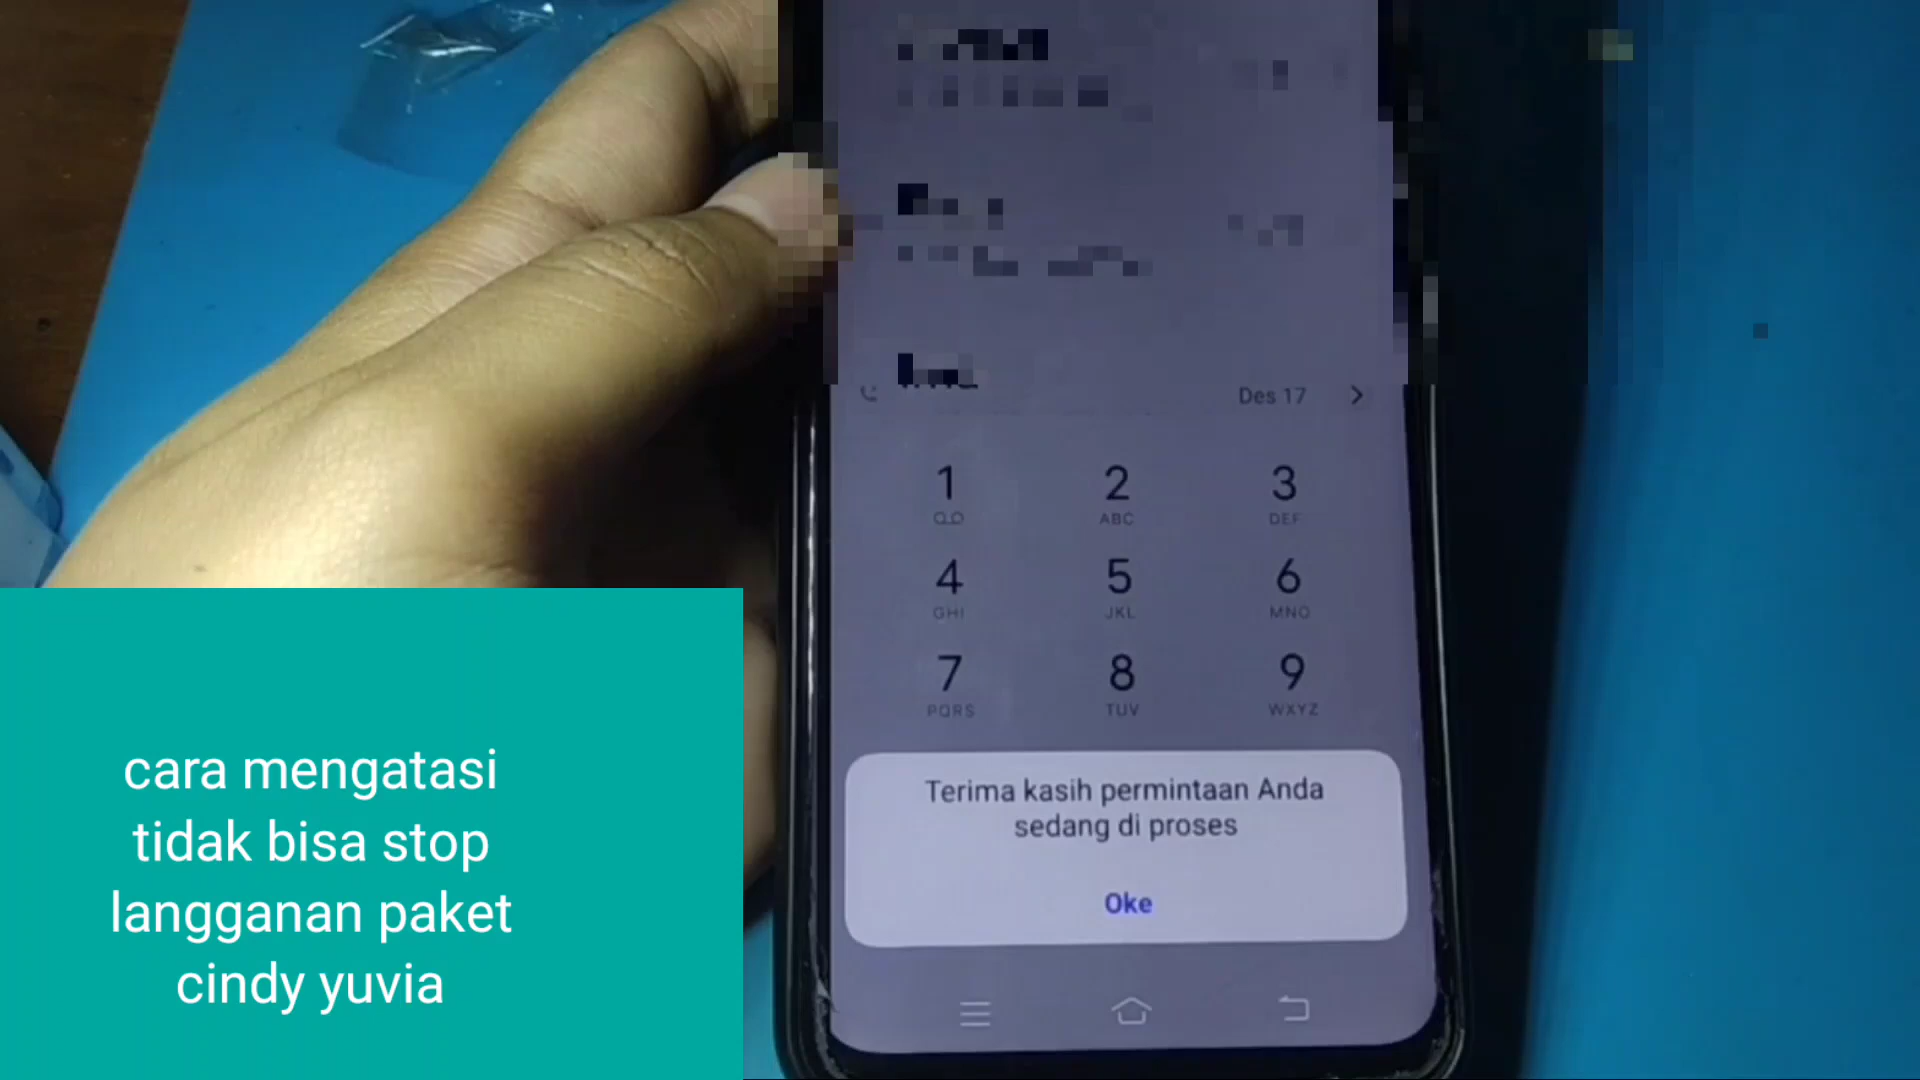 Des 17
1
2
ABC
3
DEF
4
GHI
5
JKL
6
MNO
7
PQRS
8
TUV
9
WXYZ
Terima kasih permintaan Anda
sedang di proses
Oke
cara mengatasi
tidak bisa stop
langganan paket
cindy yuvia